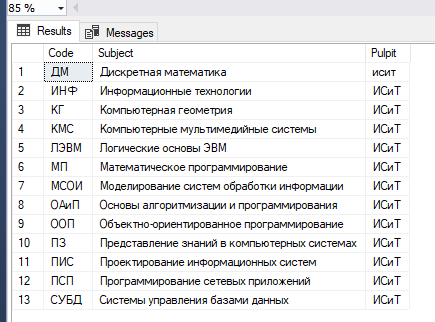 85 %
Results Messages
Code Subject Pulpit
1 ДМ Дискретная математика исит
2 ИНФ Информационные технологии ИСиТ
3 КГ Компьютерная геометрия ИСиТ
4 КМС Компьютерные мультимедийные системы ИСиТ
5 ЛЭВМ Логические основы ЭВМ ИСиТ
6 МП Математическое программирование ИСиТ
7 МСОИ Моделирование систем обработки информации ИСиТ
8 ОАиП Основы алгоритмизации и программирования ИСиТ
9 ООП Объектно-ориентированное программирование ИСиТ
10 ПЗ Представление знаний в компьютерных системах ИСиТ
11 ПИС Проектирование информационных систем ИСиТ
12 ПСП Программирование сетевых приложений ИСиТ
13 СУБД Системы управления базами данных ИСиТ